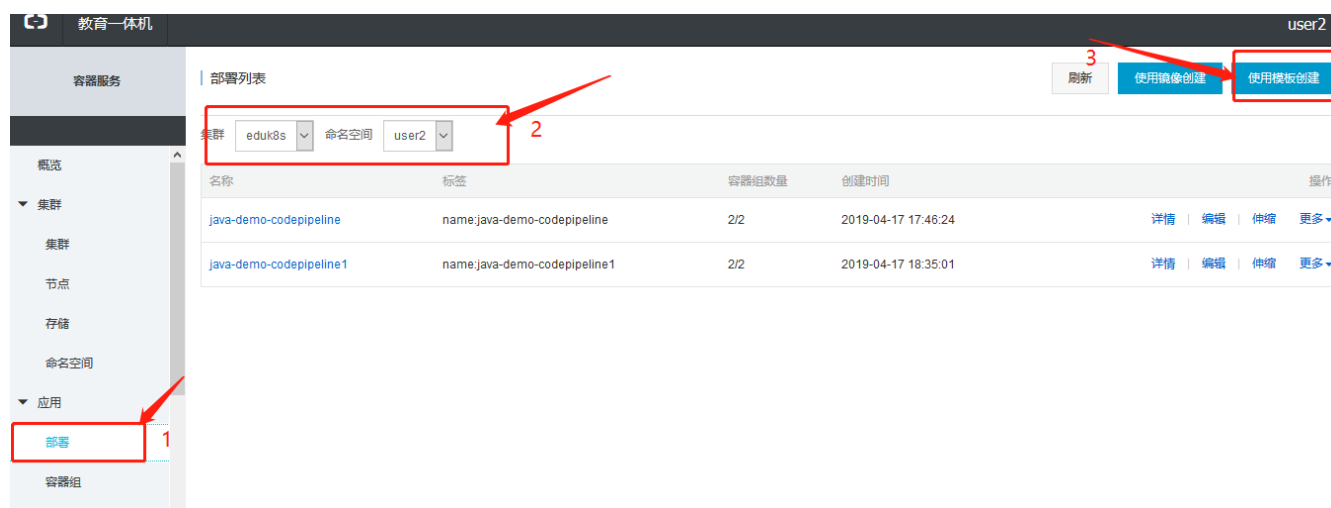 教育一体机 user2
容器服务
概览
集群
集群
节点
存储
命名空间
应用
部署 1
容器组
部署列表
3
刷新 使用镜像创建 使用模板创建
集群 eduk8s 命名空间 user2 2
名称 标签 容器组数量 创建时间 操作
java-demo-codepipeline name:java-demo-codepipeline 2/2 2019-04-17 17:46:24 详情 编辑 伸缩 更多
java-demo-codepipeline1 name:java-demo-codepipeline1 2/2 2019-04-17 18:35:01 详情 编辑 伸缩 更多